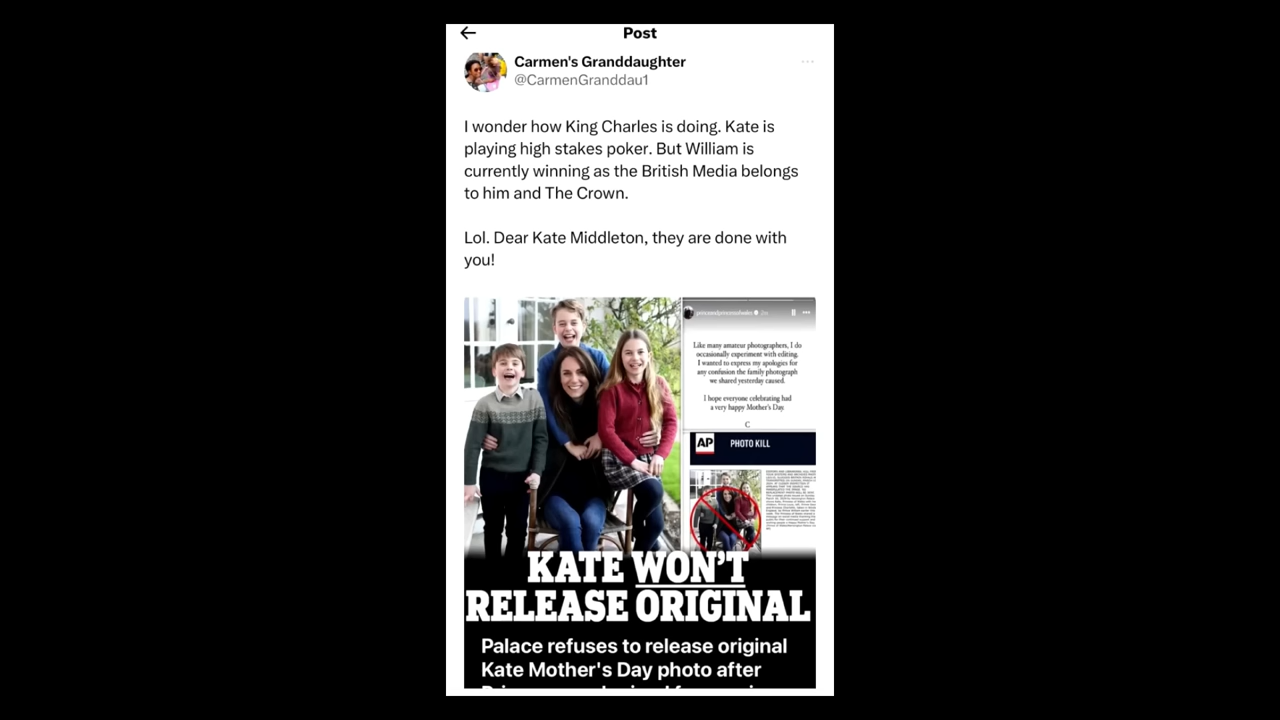 Post
Carmen's Granddaughter
@CarmenGranddau1
I wonder how King Charles is doing. Kate is
playing high stakes poker. But William is
currently winning as the British Media belongs
to him and The Crown.
Lol. Dear Kate Middleton, they are done with
you!
Like many amateur photographers, I do
occasionally experiment with editing.
I wanted to express my apologies for
any confusion the family photograph
we shared yesterday caused.
I hope everyone celebrating had
a very happy Mother's Day.
C
AP PHOTO KILL
KATE WON'T
RELEASE ORIGINAL
Palace refuses to release original
Kate Mother's Day photo after